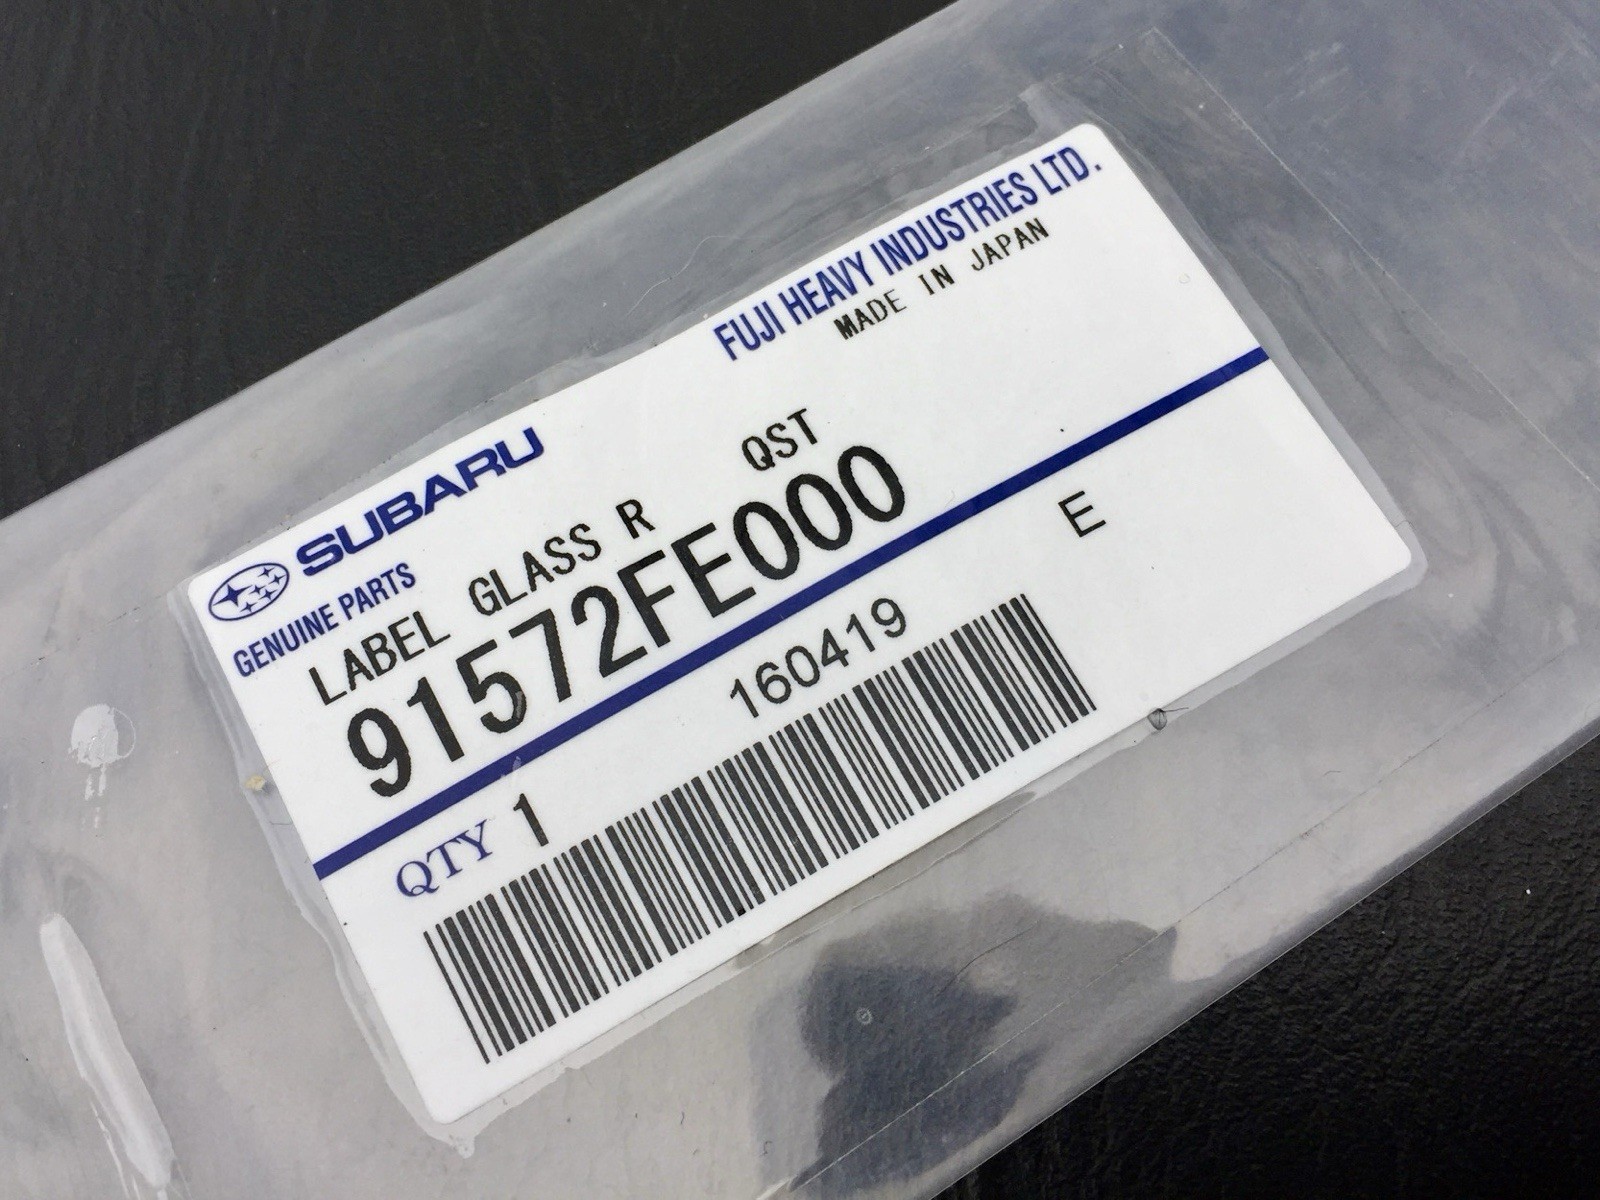 SUBARU
GENUINE PARTS
FUJI HEAVY INDUSTRIES LTD.
MADE IN JAPAN
LABEL GLASS R QST
91572FE000
QTY 1 160419 E